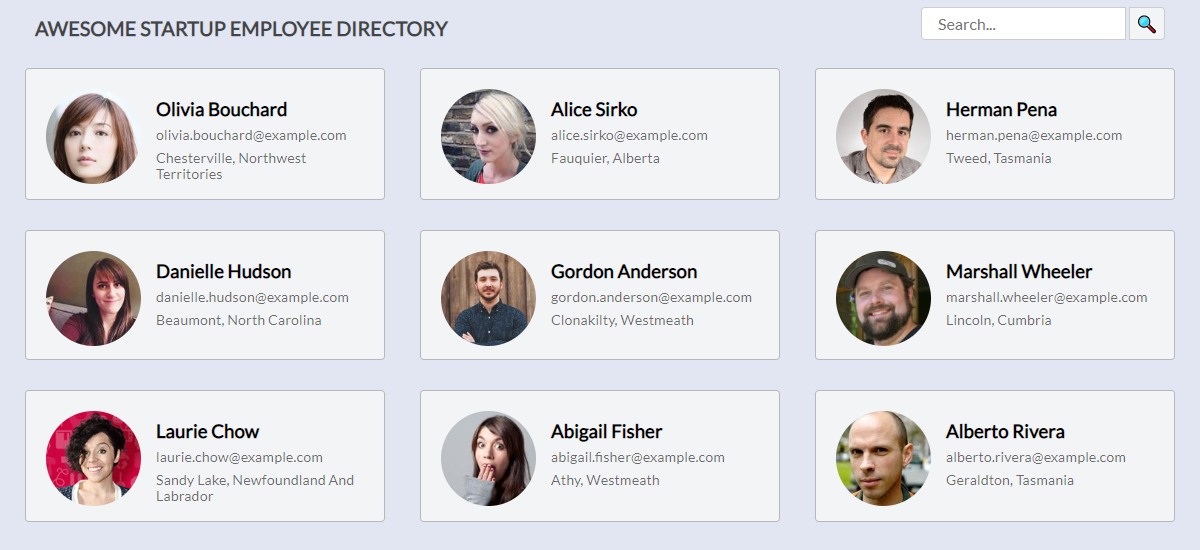 AWESOME STARTUP EMPLOYEE DIRECTORY
Search...
Olivia Bouchard
olivia.bouchard@example.com
Chesterville, Northwest
Territories
Alice Sirko
alice.sirko@example.com
Fauquier, Alberta
Herman Pena
herman.pena@example.com
Tweed, Tasmania
Danielle Hudson
danielle.hudson@example.com
Beaumont, North Carolina
Gordon Anderson
gordon.anderson@example.com
Clonakilty, Westmeath
Marshall Wheeler
marshall.wheeler@example.com
Lincoln, Cumbria
Laurie Chow
laurie.chow@example.com
Sandy Lake, Newfoundland And
Labrador
Abigail Fisher
abigail.fisher@example.com
Athy, Westmeath
Alberto Rivera
alberto.rivera@example.com
Geraldton, Tasmania